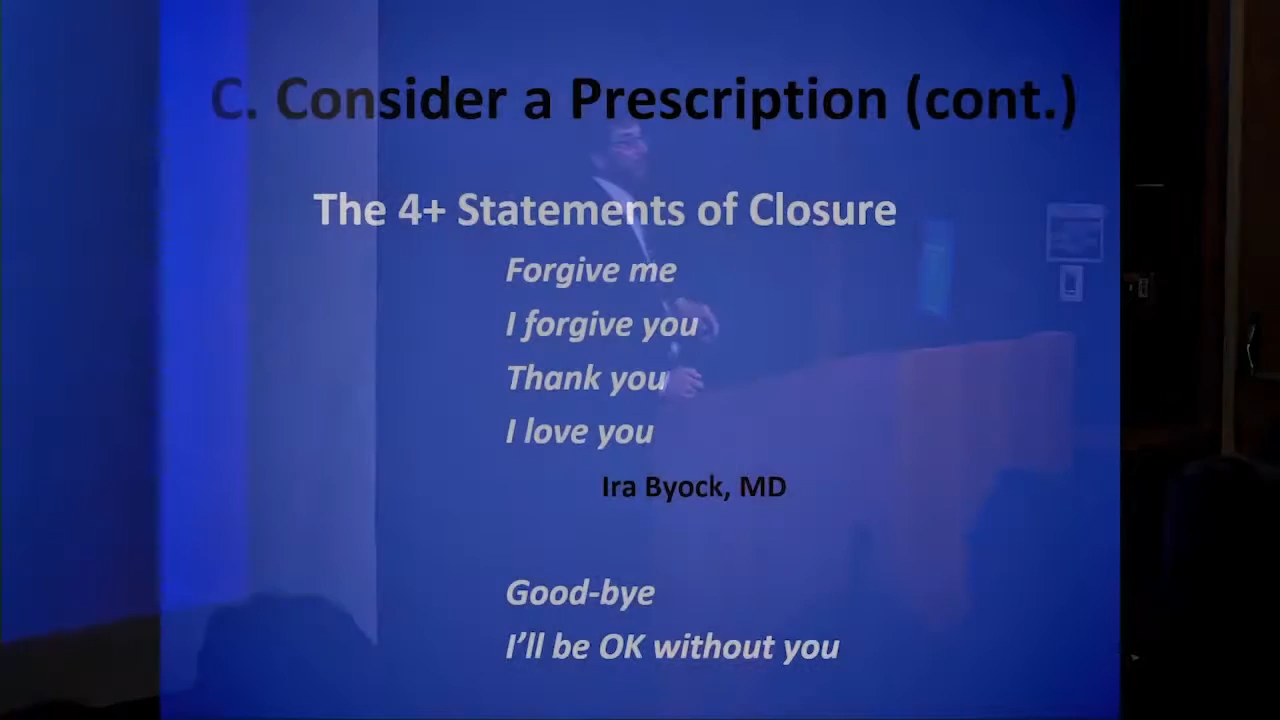 C. Consider a Prescription (cont.)
The 4+ Statements of Closure
Forgive me
I forgive you
Thank you
I love you
Ira Byock, MD
Good-bye
I'll be OK without you